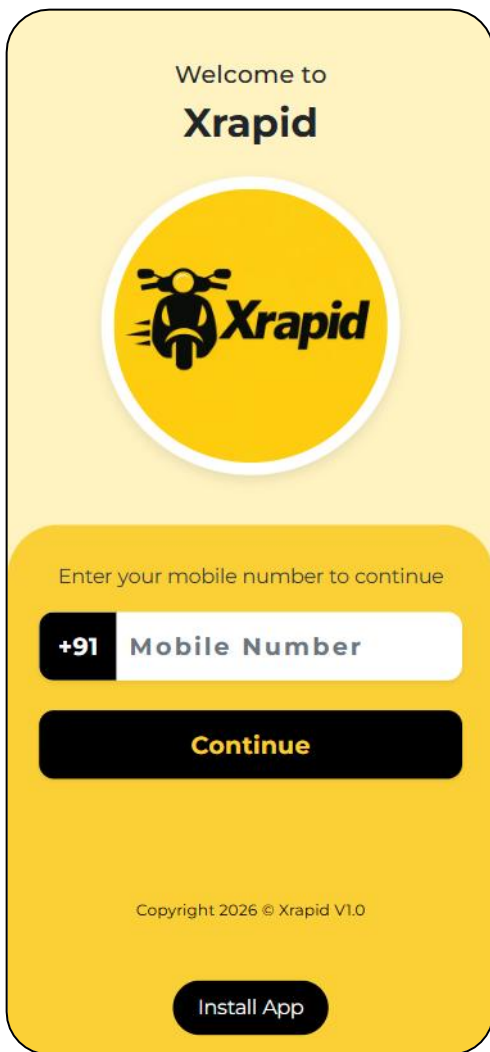 Welcome to
Xrapid
Xrapid
Enter your mobile number to continue
+91 Mobile Number
Continue
Copyright 2026 © Xrapid V1.0
Install App